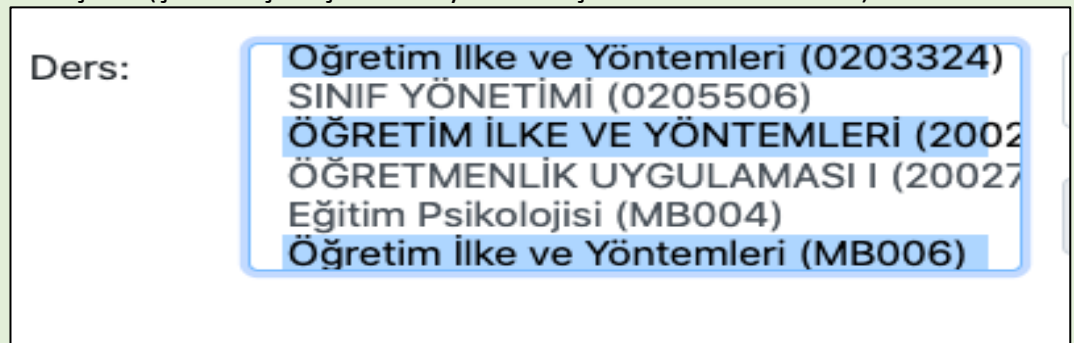 Ders:
Öğretim İlke ve Yöntemleri (0203324)
SINIF YÖNETİMİ (0205506)
ÖĞRETİM İLKE VE YÖNTEMLERİ (2002
ÖĞRETMENLİK UYGULAMASI I (20027
Eğitim Psikolojisi (MB004)
Öğretim İlke ve Yöntemleri (MB006)